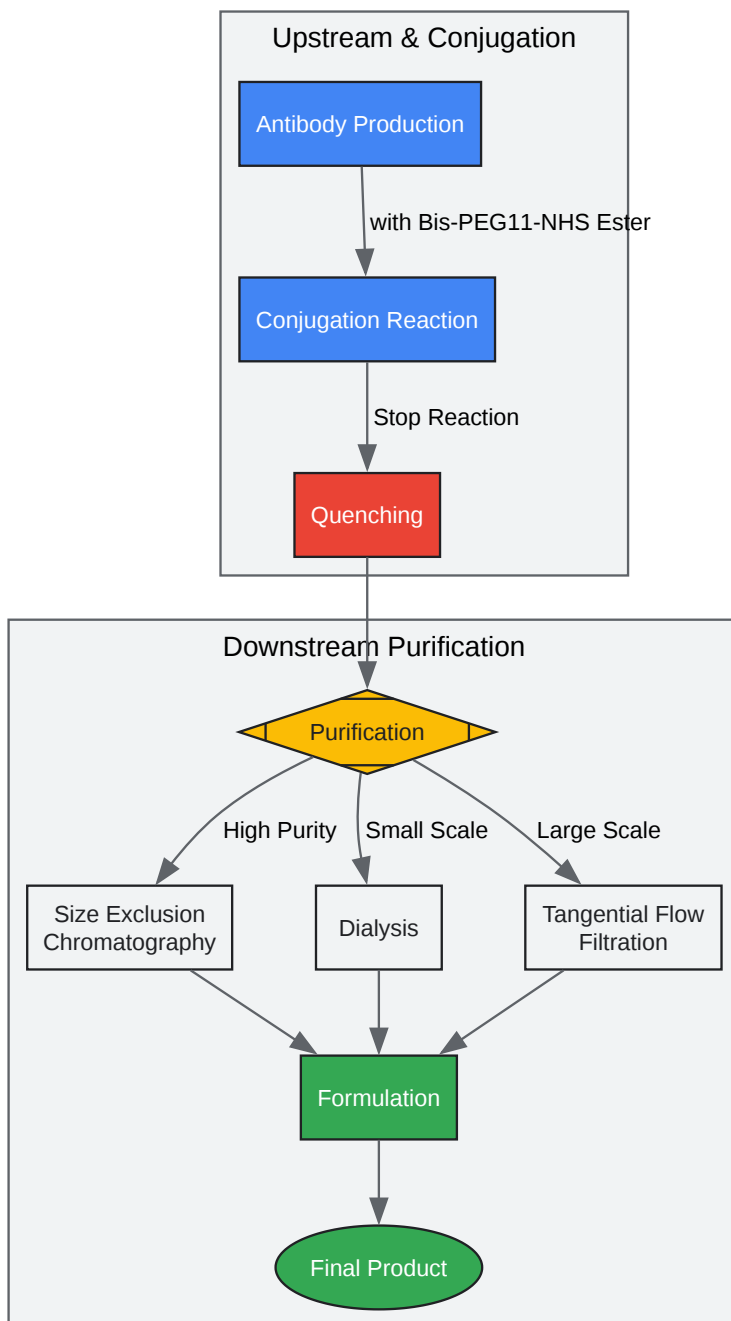 Upstream & Conjugation
Antibody Production
with Bis-PEG11-NHS Ester
Conjugation Reaction
Stop Reaction
Quenching
Downstream Purification
Purification
High Purity
Small Scale
Large Scale
Size Exclusion
Chromatography
Dialysis
Tangential Flow
Filtration
Formulation
Final Product